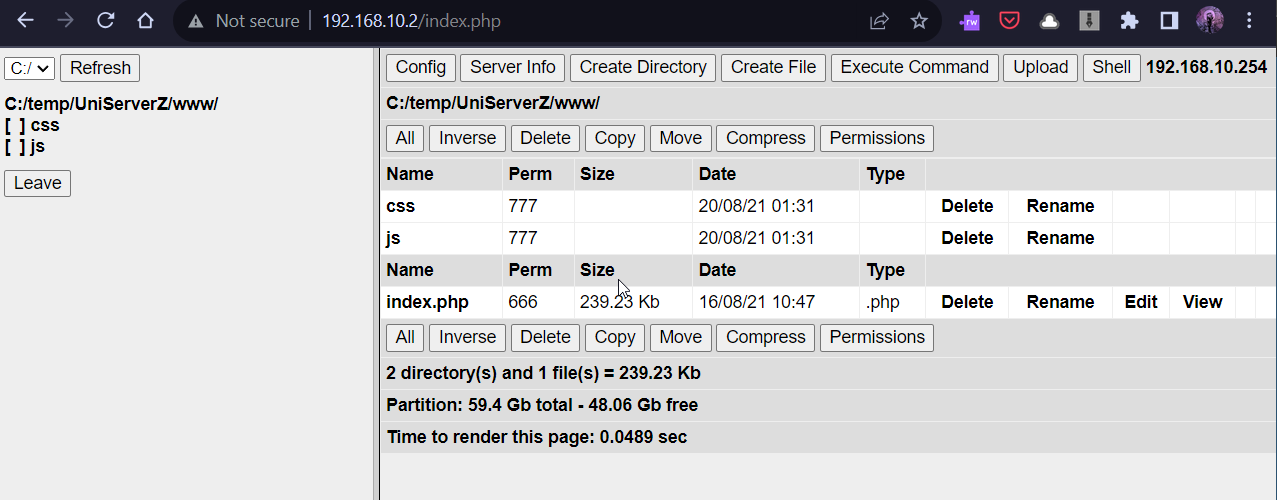 Not secure 192.168.10.2/index.php
rw
C:/ Refresh
C:/temp/UniServerZ/www/
[ ] css
[ ] js
Leave
Config Server Info Create Directory Create File Execute Command Upload Shell 192.168.10.254
C:/temp/UniServerZ/www/
All Inverse Delete Copy Move Compress Permissions
Name Perm Size Date Type
css 777 20/08/21 01:31 Delete Rename
js 777 20/08/21 01:31 Delete Rename
Name Perm Size Date Type
index.php 666 239.23 Kb 16/08/21 10:47 .php Delete Rename Edit View
All Inverse Delete Copy Move Compress Permissions
2 directory(s) and 1 file(s) = 239.23 Kb
Partition: 59.4 Gb total - 48.06 Gb free
Time to render this page: 0.0489 sec